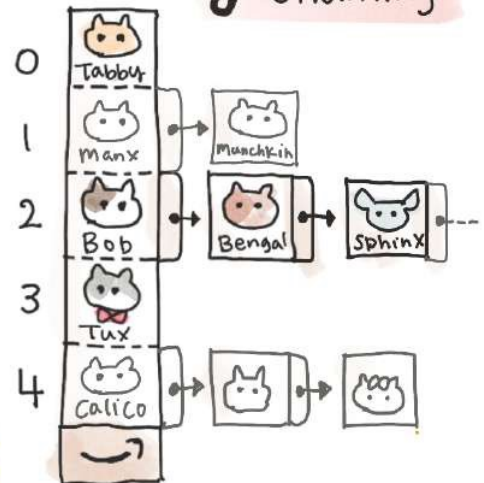 0
Tabby
1
Manx
Munchkin
2
Bob
Bengal
Sphinx
3
Tux
4
Calico